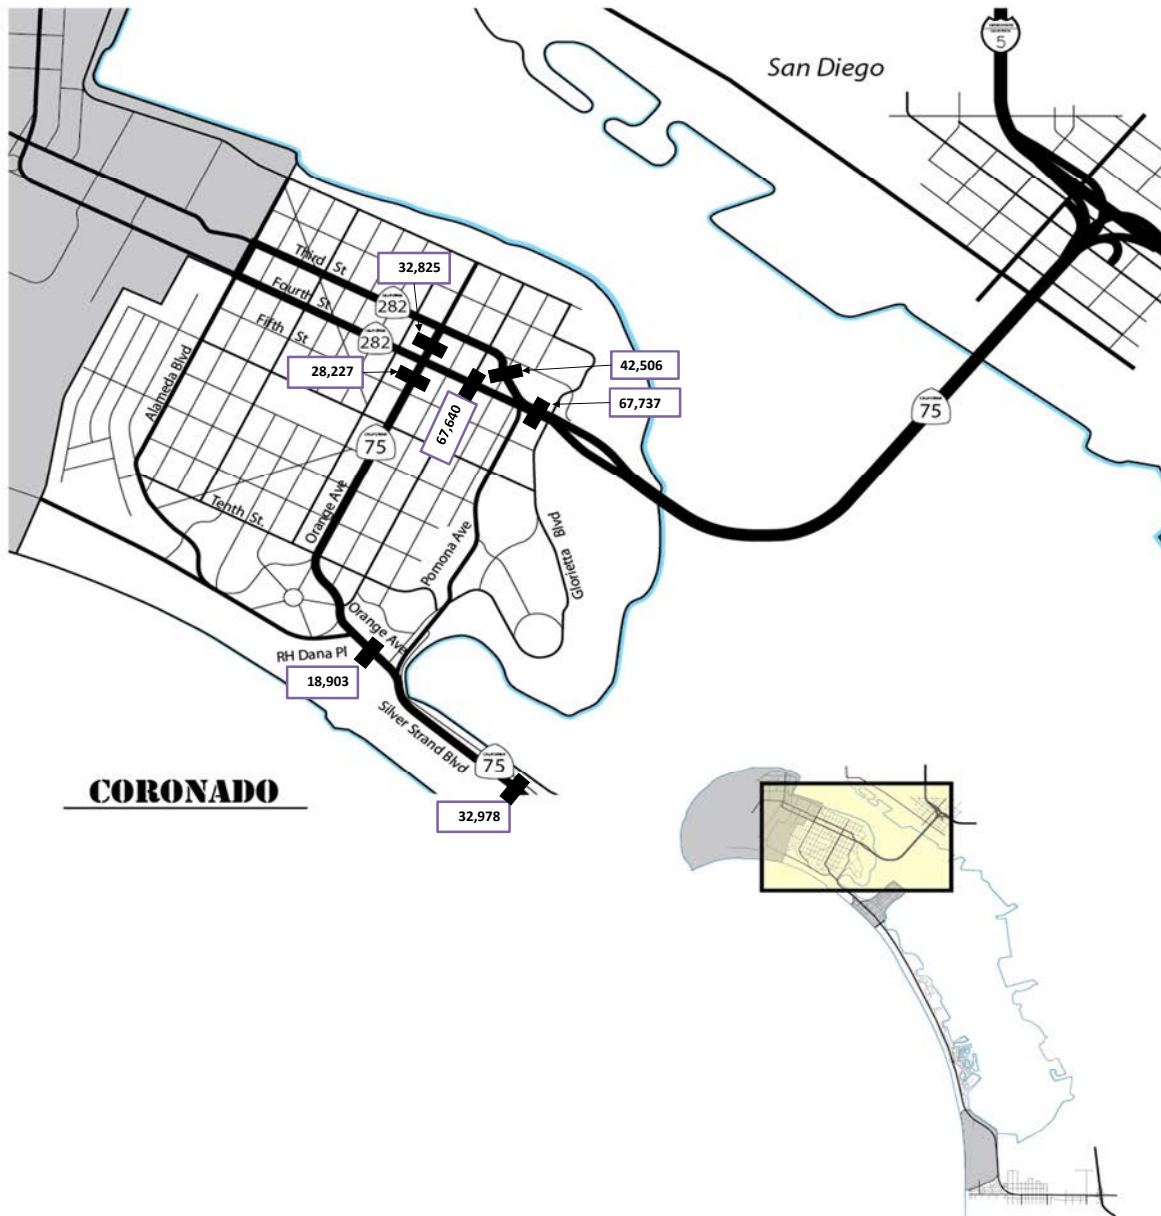 5
San Diego
Third St
32,825
282
Fourth St
282
Fifth St
28,227
42,506
67,737
67,640
Alameda Blvd
75
75
Orange Ave
Tenth St.
Pomona Ave
Glorietta Blvd
Orange Ave
RH Dana Pl
18,903
Silver Strand Blvd
75
CORONADO
32,978